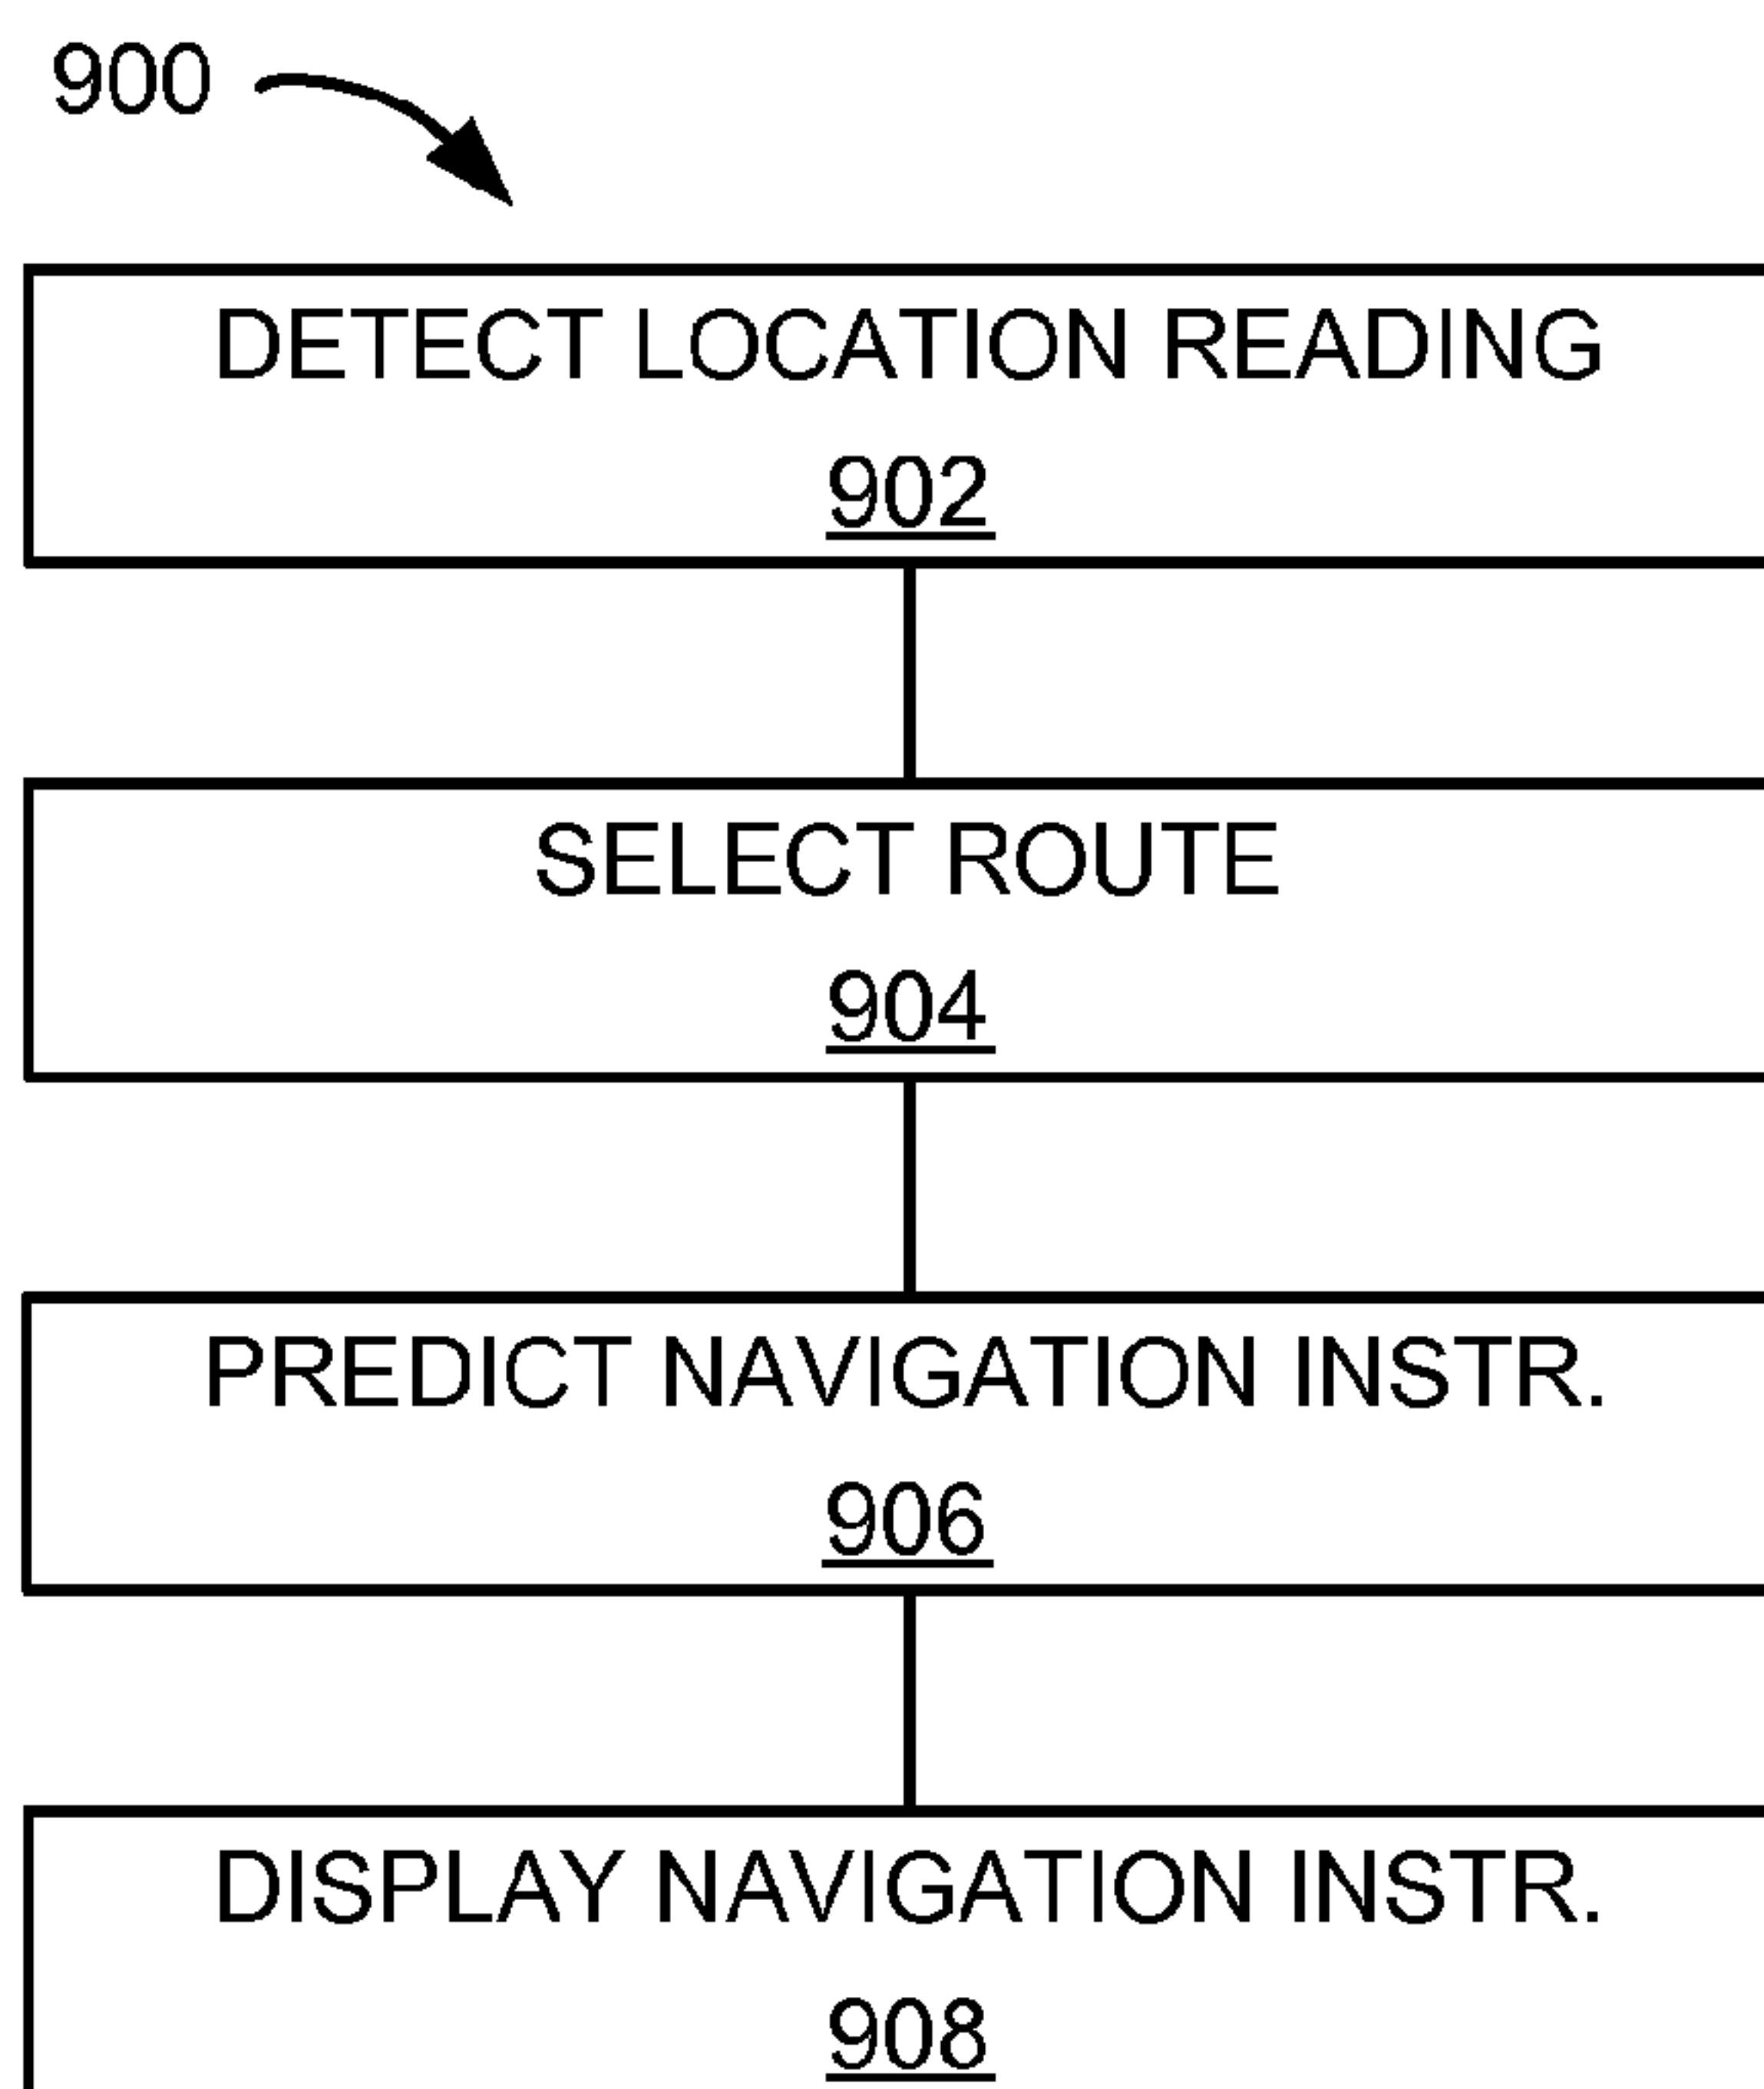 900
DETECT LOCATION READING
902
SELECT ROUTE
904
PREDICT NAVIGATION INSTR.
906
DISPLAY NAVIGATION INSTR.
908